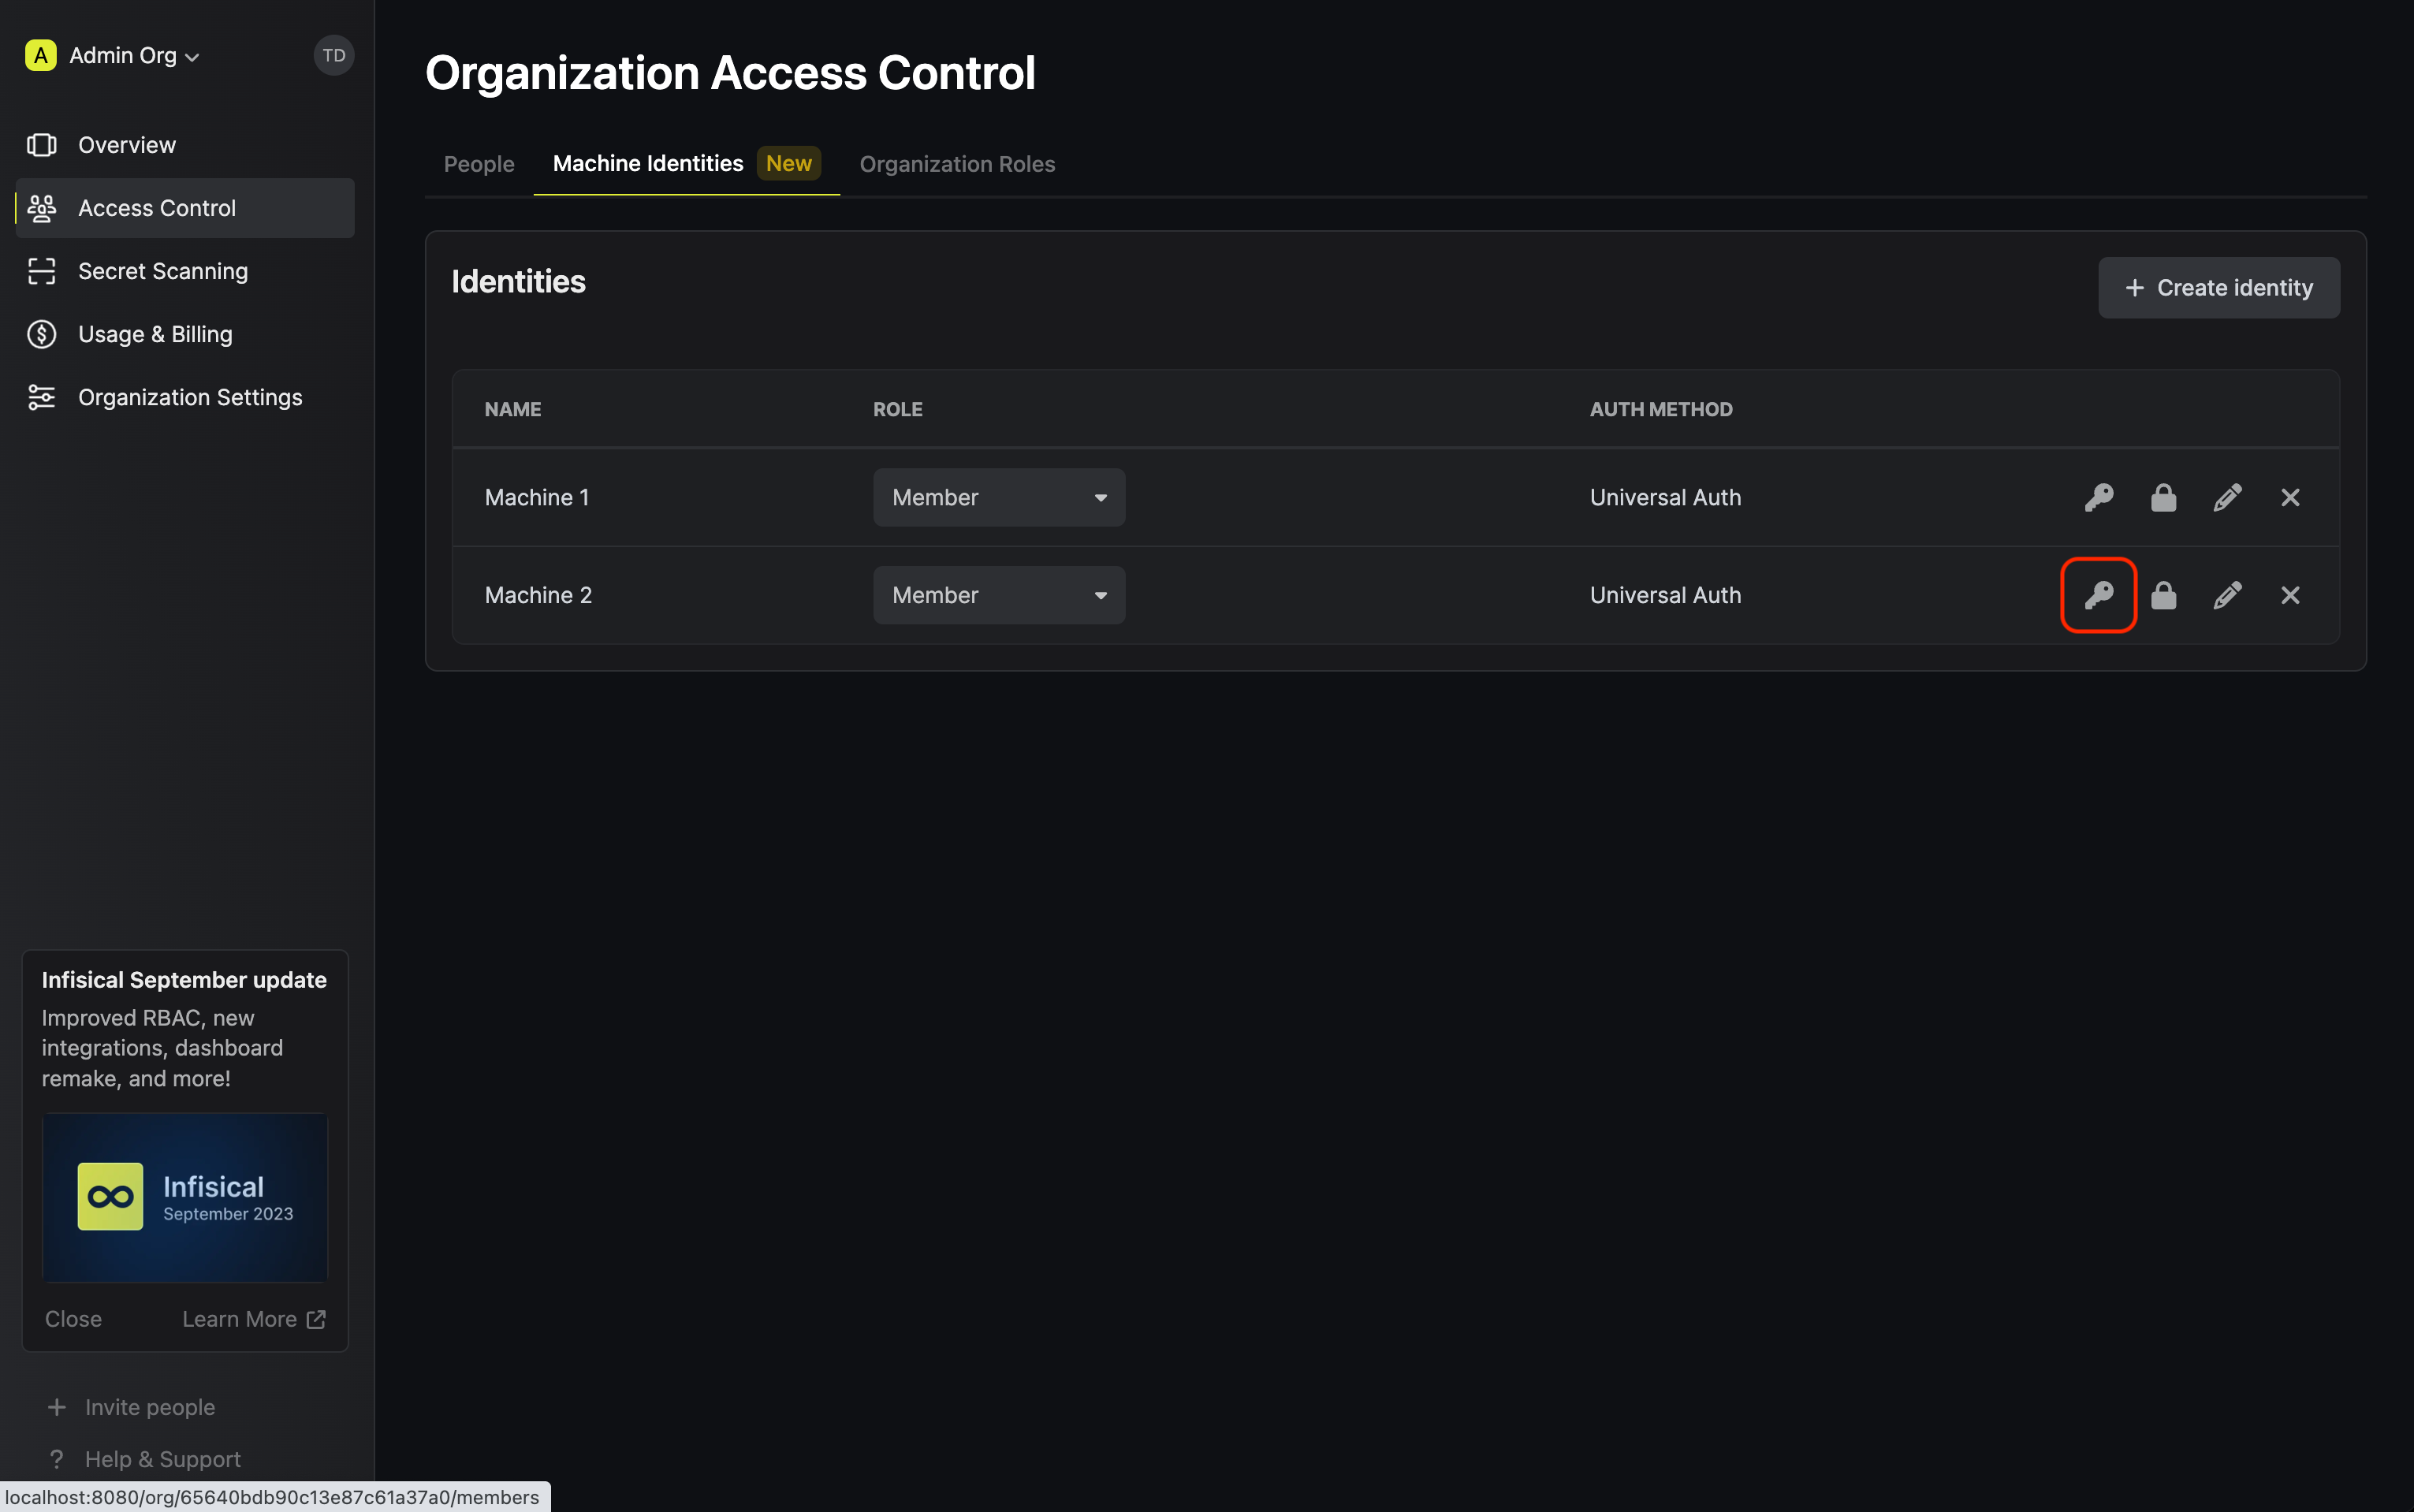 A Admin Org TD
Overview
Access Control
Secret Scanning
Usage & Billing
Organization Settings
Infisical September update
Improved RBAC, new
integrations, dashboard
remake, and more!
Infisical
September 2023
Close Learn More
+ Invite people
? Help & Support
localhost:8080/org/65640bdb90c13e87c61a37a0/members
Organization Access Control
People Machine Identities New Organization Roles
Identities
+ Create identity
NAME ROLE AUTH METHOD
Machine 1 Member Universal Auth
Machine 2 Member Universal Auth